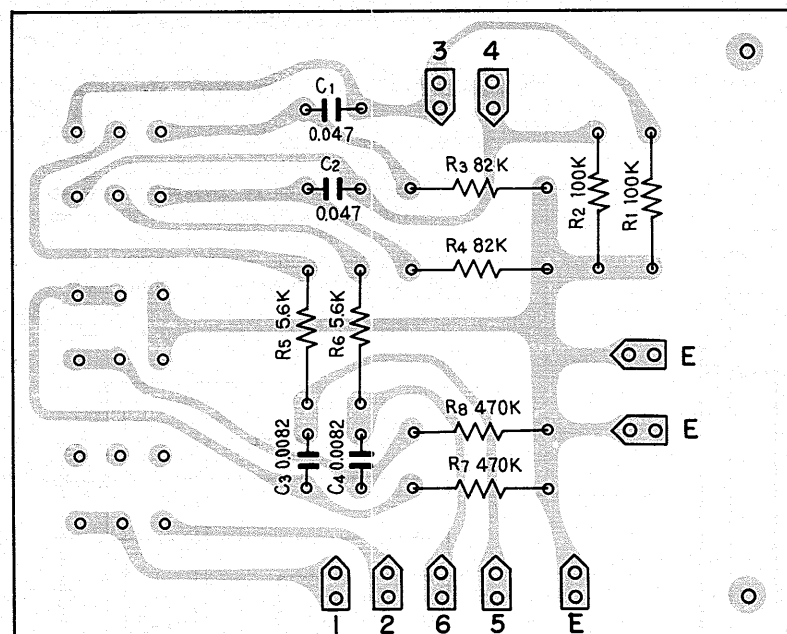 3 4
C1
0.047
C2
0.047
R3 82K
R2 100K
R1 100K
R4 82K
R5 5.6K
R6 5.6K
E
R8 470K
E
C3 0.0082
C4 0.0082
R7 470K
1 2 6 5 E